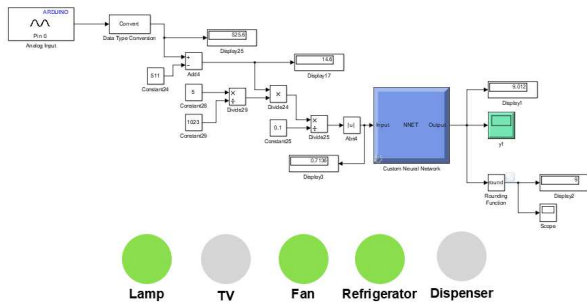 ARDUINO
Pin 0
Analog Input
Convert
Data Type Conversion
525.6
Display26
+
−
Add4
511
Constant24
14.6
Display17
5
Constant26
×
÷
Divide29
1023
Constant29
×
Divide24
0.1
Constant25
×
÷
Divide25
|u|
Abs4
0.7136
Display3
Input
NNET
Output
Custom Neural Network
9.012
Display1
y1
round
Rounding
Function
9
Display2
Scope
Lamp
TV
Fan
Refrigerator
Dispenser